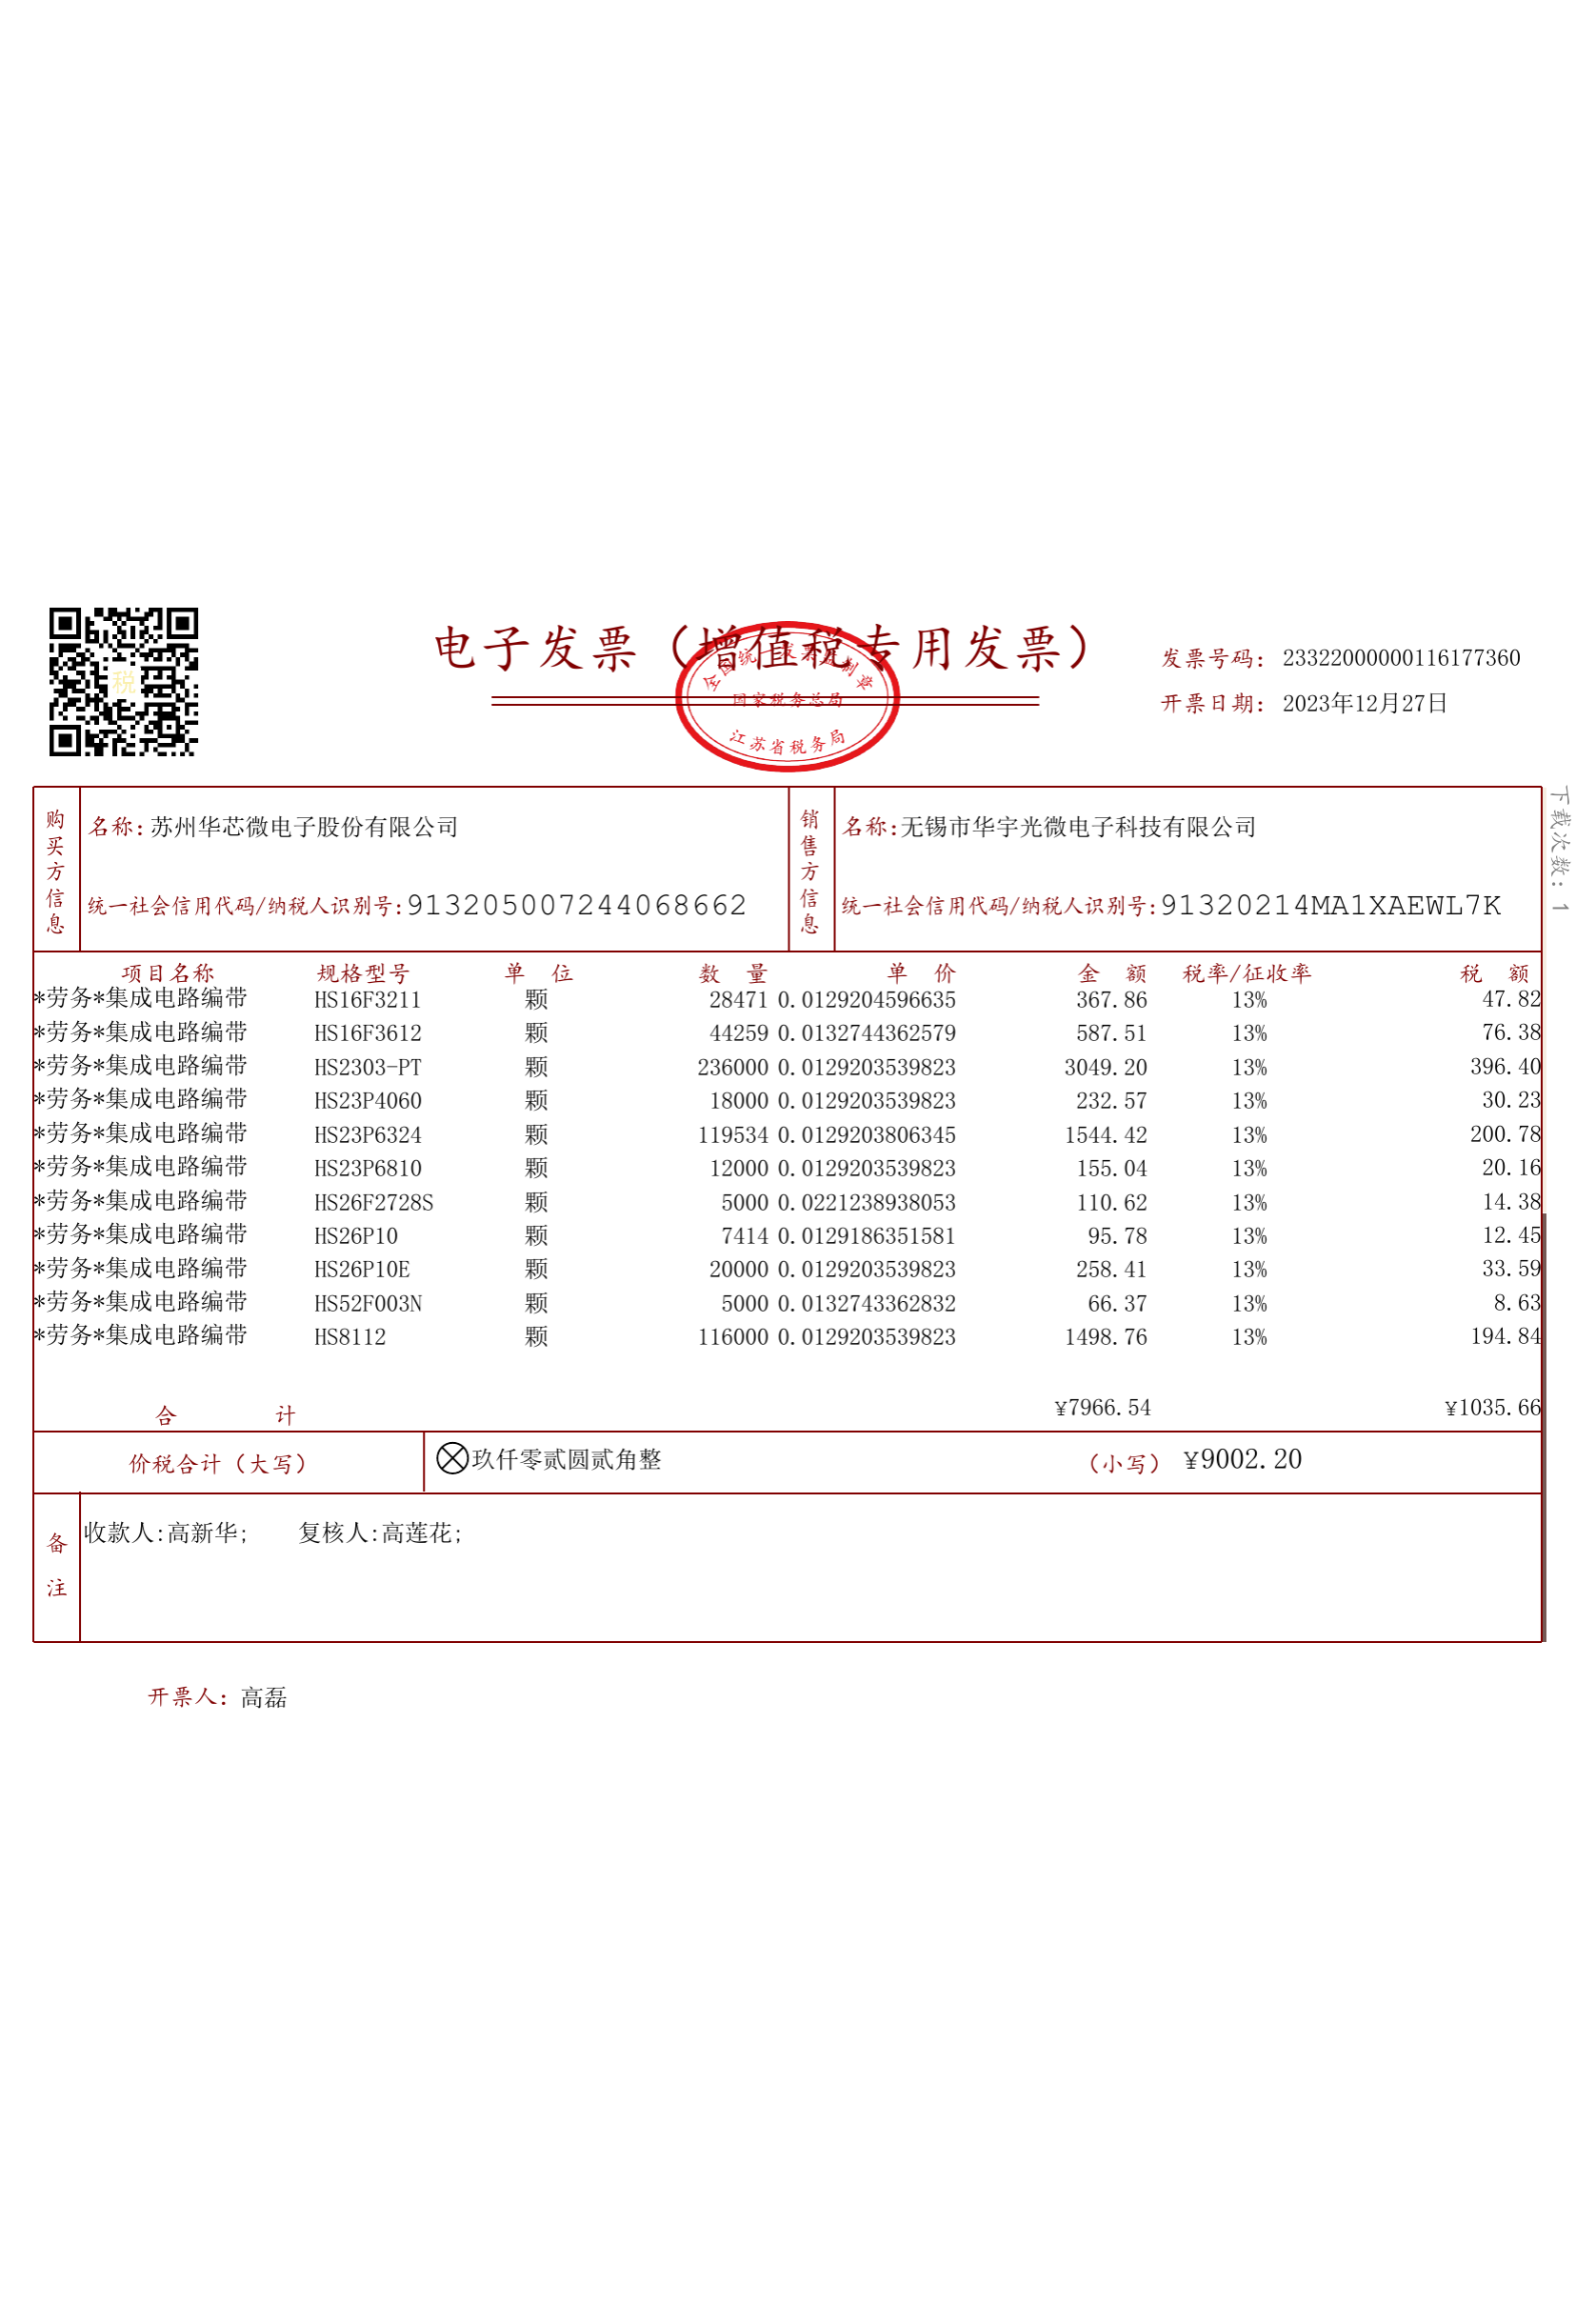 电子发票（增值税专用发票）
全国统一发票监制章
国家税务总局
江苏省税务局
税
发票号码：23322000000116177360
开票日期：2023年12月27日
下载次数：1
购买方信息
名称：苏州华芯微电子股份有限公司
统一社会信用代码/纳税人识别号：913205007244068662
销售方信息
名称：无锡市华宇光微电子科技有限公司
统一社会信用代码/纳税人识别号：91320214MA1XAEWL7K
项目名称 规格型号 单 位 数 量 单 价 金 额 税率/征收率 税 额
*劳务*集成电路编带 HS16F3211 颗 28471 0.0129204596635 367.86 13% 47.82
*劳务*集成电路编带 HS16F3612 颗 44259 0.0132744362579 587.51 13% 76.38
*劳务*集成电路编带 HS2303-PT 颗 236000 0.0129203539823 3049.20 13% 396.40
*劳务*集成电路编带 HS23P4060 颗 18000 0.0129203539823 232.57 13% 30.23
*劳务*集成电路编带 HS23P6324 颗 119534 0.0129203806345 1544.42 13% 200.78
*劳务*集成电路编带 HS23P6810 颗 12000 0.0129203539823 155.04 13% 20.16
*劳务*集成电路编带 HS26F2728S 颗 5000 0.0221238938053 110.62 13% 14.38
*劳务*集成电路编带 HS26P10 颗 7414 0.0129186351581 95.78 13% 12.45
*劳务*集成电路编带 HS26P10E 颗 20000 0.0129203539823 258.41 13% 33.59
*劳务*集成电路编带 HS52F003N 颗 5000 0.0132743362832 66.37 13% 8.63
*劳务*集成电路编带 HS8112 颗 116000 0.0129203539823 1498.76 13% 194.84
合 计 ¥7966.54 ¥1035.66
价税合计（大写） ⊗玖仟零贰圆贰角整 （小写） ¥9002.20
备注
收款人:高新华; 复核人:高莲花;
开票人：高磊